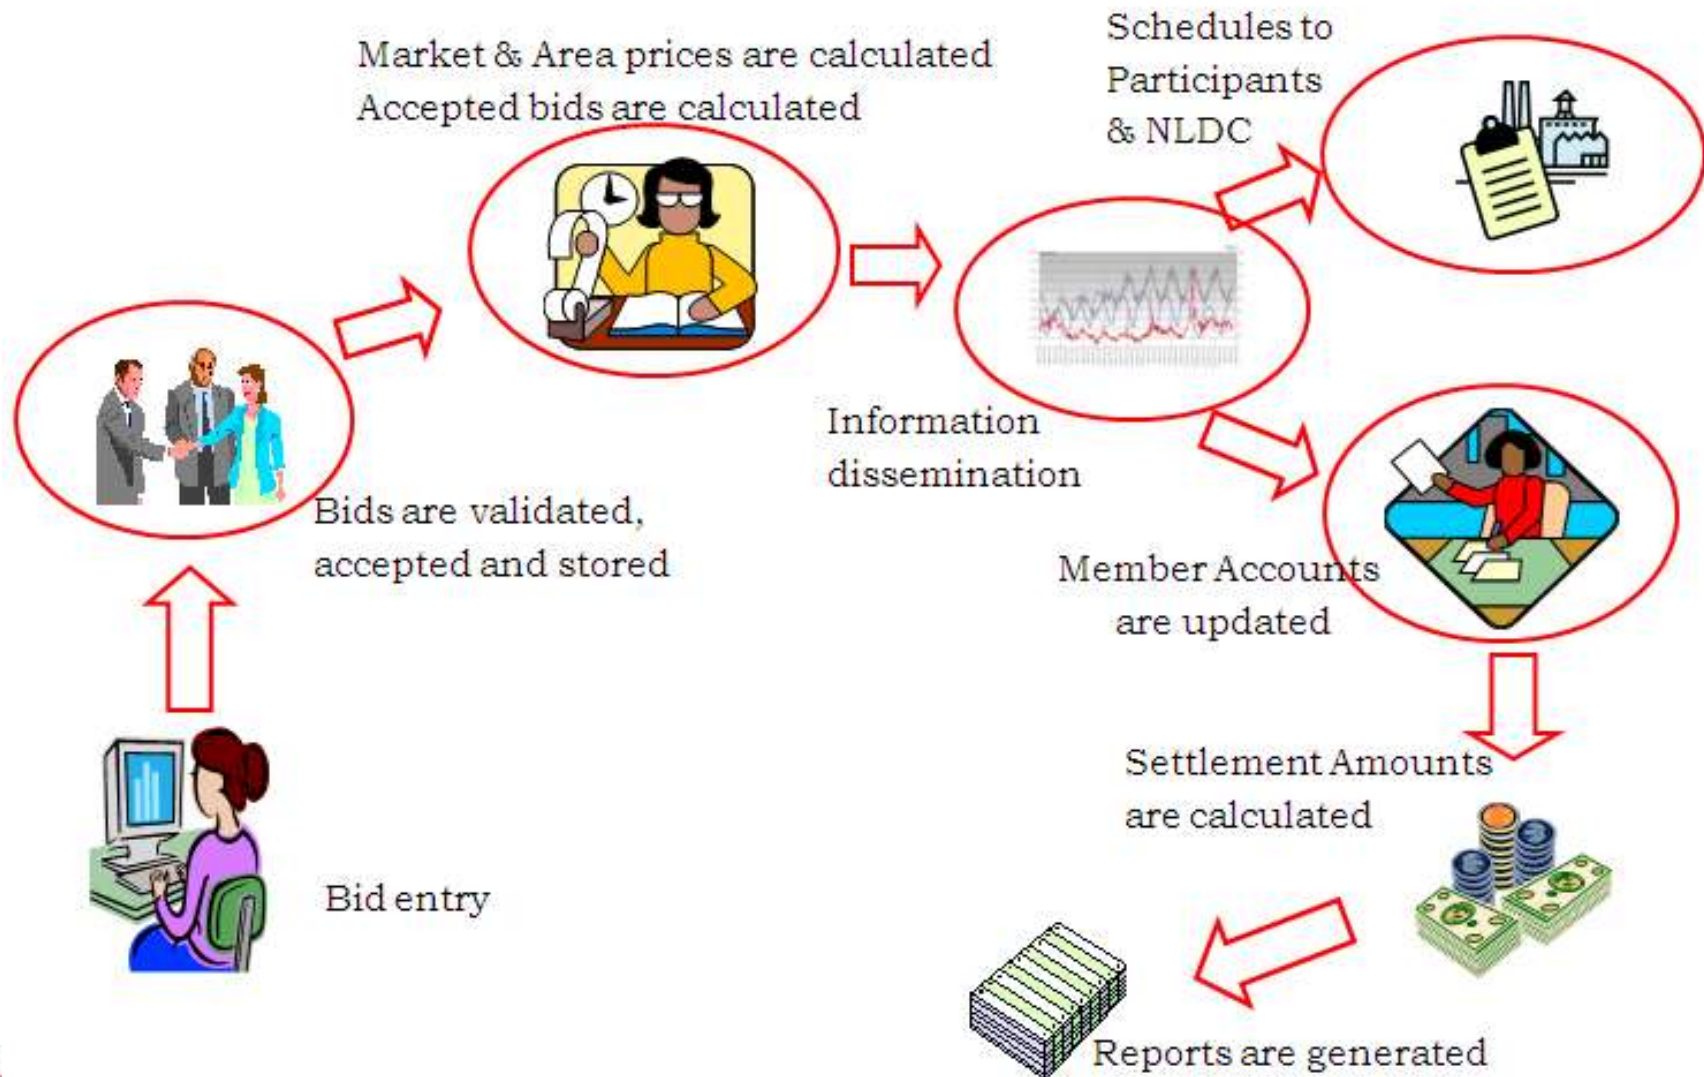 Market & Area prices are calculated
Accepted bids are calculated
Schedules to
Participants
& NLDC
Information
dissemination
Bids are validated,
accepted and stored
Member Accounts
are updated
Settlement Amounts
are calculated
Bid entry
Reports are generated